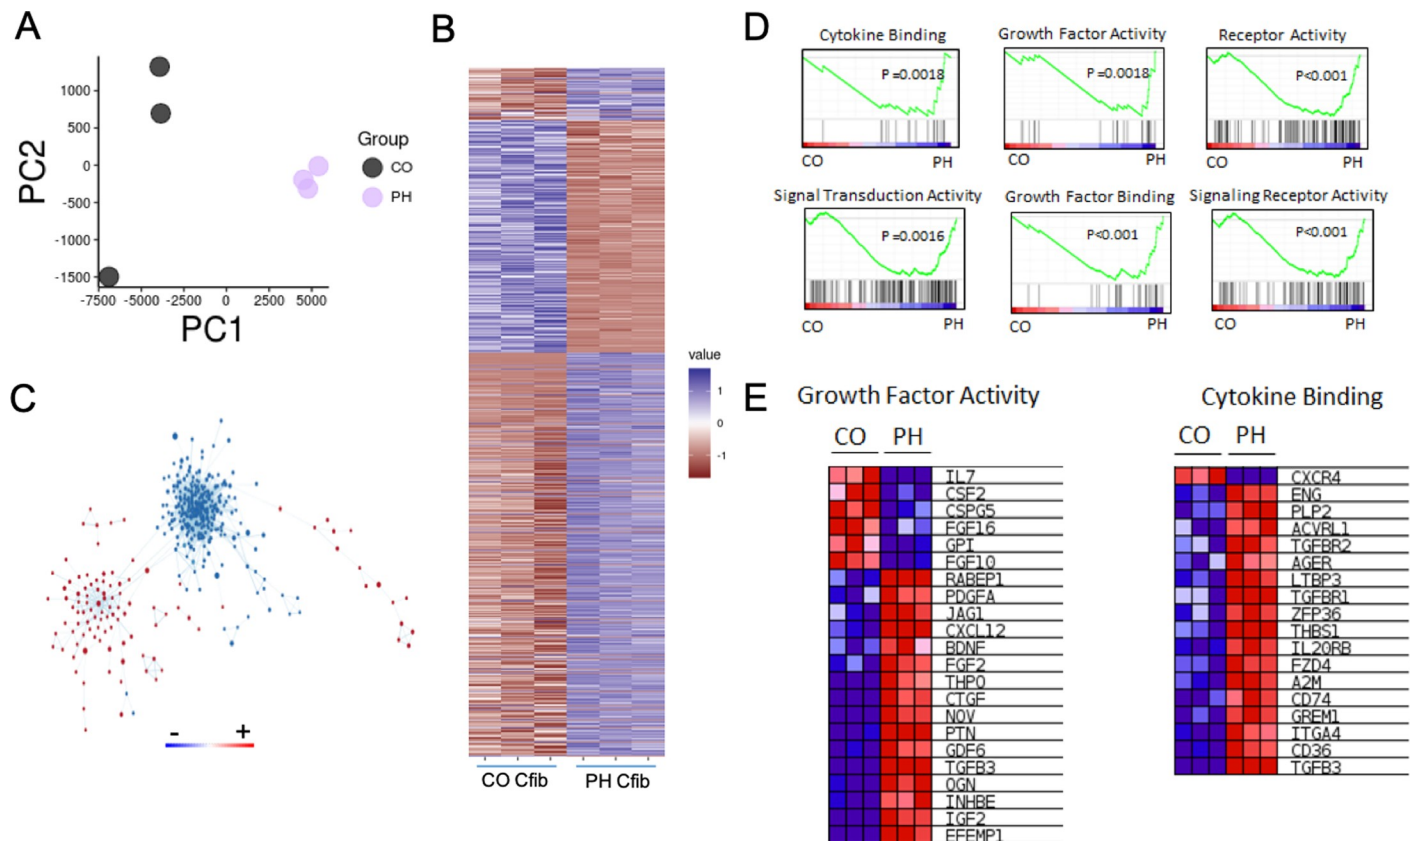 A
PC2
1000
500
0
-500
-1000
-1500
-7500 -5000 -2500 0 2500 5000
PC1
Group
CO
PH
B
value
1
0
-1
CO Cfib PH Cfib
C
- +
D
Cytokine Binding
P =0.0018
CO PH
Growth Factor Activity
P =0.0018
CO PH
Receptor Activity
P<0.001
CO PH
Signal Transduction Activity
P =0.0016
CO PH
Growth Factor Binding
P<0.001
CO PH
Signaling Receptor Activity
P<0.001
CO PH
E
Growth Factor Activity
CO PH
IL7
CSF2
CSPG5
FGF16
GPI
FGF10
RABEP1
PDGFA
JAG1
CXCL12
BDNF
FGF2
THPO
CTGF
NOV
PTN
GDF6
TGFB3
OGN
INHBE
IGF2
EFEMP1
Cytokine Binding
CO PH
CXCR4
ENG
PLP2
ACVRL1
TGFBR2
AGER
LTBP3
TGFBR1
ZFP36
THBS1
IL20RB
FZD4
A2M
CD74
GREM1
ITGA4
CD36
TGFB3